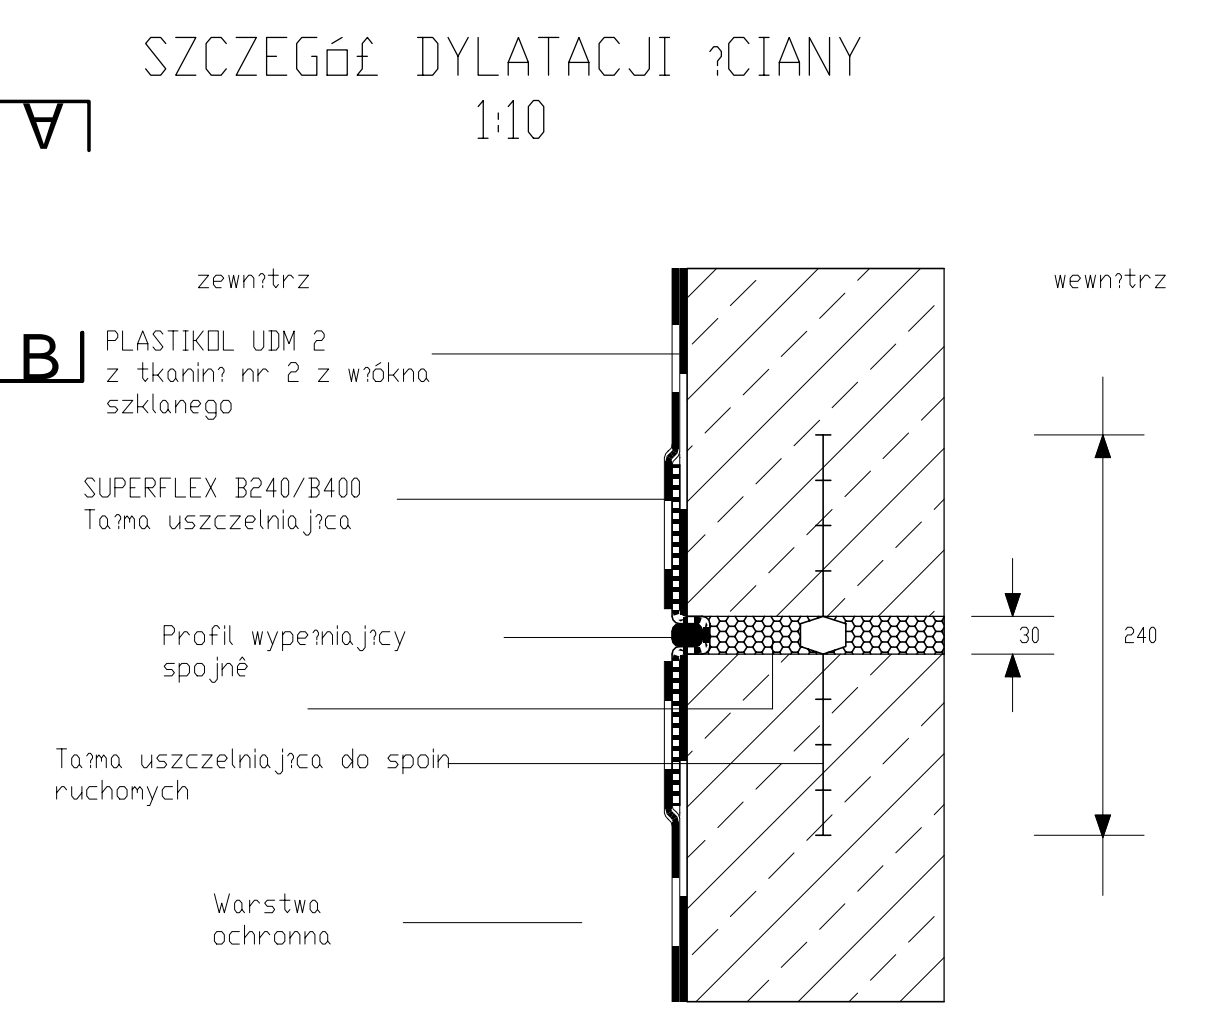 SZCZEGó£ DYLATACJI ?CIANY
1:10
A
zewn?trz
wewn?trz
B
PLASTIKOL UDM 2
z tkanin? nr 2 z w?ókna
szklanego
SUPERFLEX B240/B400
Ta?ma uszczelniaj?ca
Profil wype?niaj?cy
spojnê
30
240
Ta?ma uszczelniaj?ca do spoin
ruchomych
Warstwa
ochronna